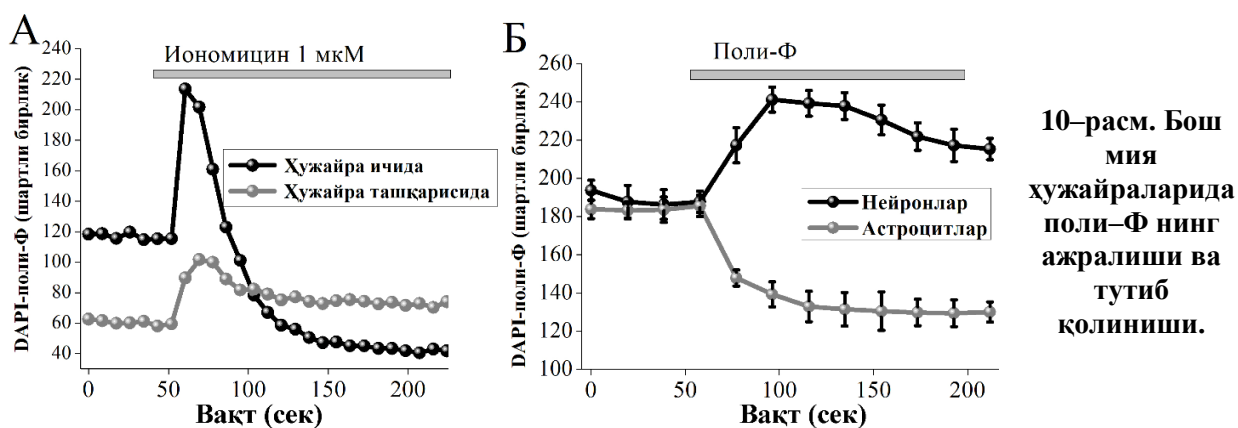 А
Иономицин 1 мкМ
DAPI-поли-Ф (шартли бирлик)
240
220
200
180
160
140
120
100
80
60
40
Ҳужайра ичида
Ҳужайра ташқарисида
0 50 100 150 200
Вақт (сек)
Б
Поли-Ф
DAPI-поли-Ф (шартли бирлик)
260
240
220
200
180
160
140
120
100
Нейронлар
Астроцитлар
0 50 100 150 200
Вақт (сек)
10–расм. Бош
мия
ҳужайраларида
поли–Ф нинг
ажралиши ва
тутиб
қолиниши.